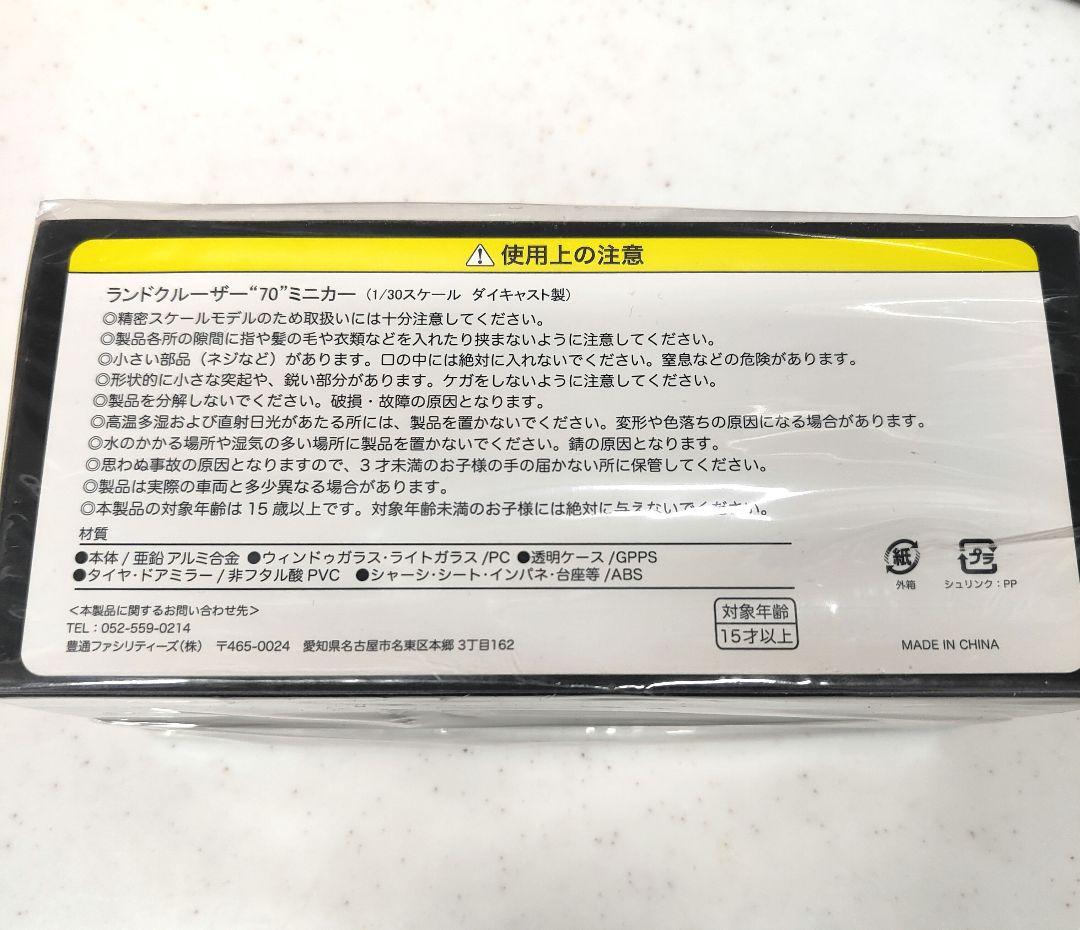 ⚠使用上の注意
ランドクルーザー“70”ミニカー（1/30スケール ダイキャスト製）
◎精密スケールモデルのため取扱いには十分注意してください。
◎製品各所の隙間に指や髪の毛や衣類などを入れたり挟まないように注意してください。
◎小さい部品（ネジなど）があります。口の中には絶対に入れないでください。窒息などの危険があります。
◎形状的に小さな突起や、鋭い部分があります。ケガをしないように注意してください。
◎製品を分解しないでください。破損・故障の原因となります。
◎高温多湿および直射日光があたる所には、製品を置かないでください。変形や色落ちの原因になる場合があります。
◎水のかかる場所や湿気の多い場所に製品を置かないでください。錆の原因となります。
◎思わぬ事故の原因となりますので、3才未満のお子様の手の届かない所に保管してください。
◎製品は実際の車両と多少異なる場合があります。
◎本製品の対象年齢は15歳以上です。対象年齢未満のお子様には絶対に与えないでください。
材質
●本体/亜鉛アルミ合金 ●ウィンドゥガラス・ライトガラス/PC ●透明ケース/GPPS
●タイヤ・ドアミラー/非フタル酸PVC ●シャーシ・シート・インパネ・台座等/ABS
<本製品に関するお問い合わせ先>
TEL：052-559-0214
豊通ファシリティーズ（株） 〒465-0024 愛知県名古屋市名東区本郷3丁目162
対象年齢
15才以上
紙
外箱
プラ
シュリンク：PP
MADE IN CHINA